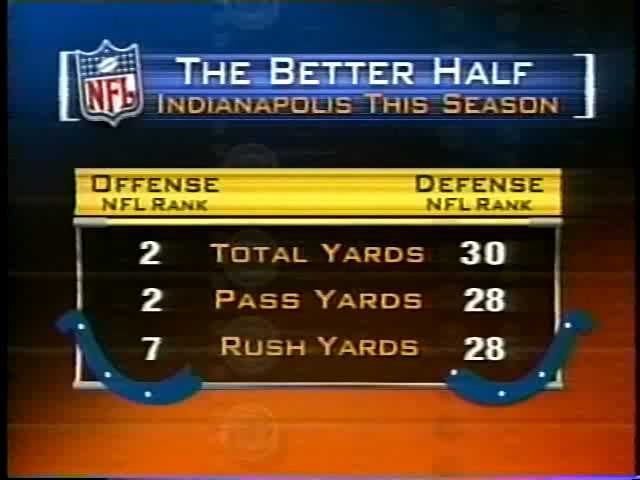 NFL
THE BETTER HALF
INDIANAPOLIS THIS SEASON
OFFENSE DEFENSE
NFL RANK NFL RANK
2 TOTAL YARDS 30
2 PASS YARDS 28
7 RUSH YARDS 28